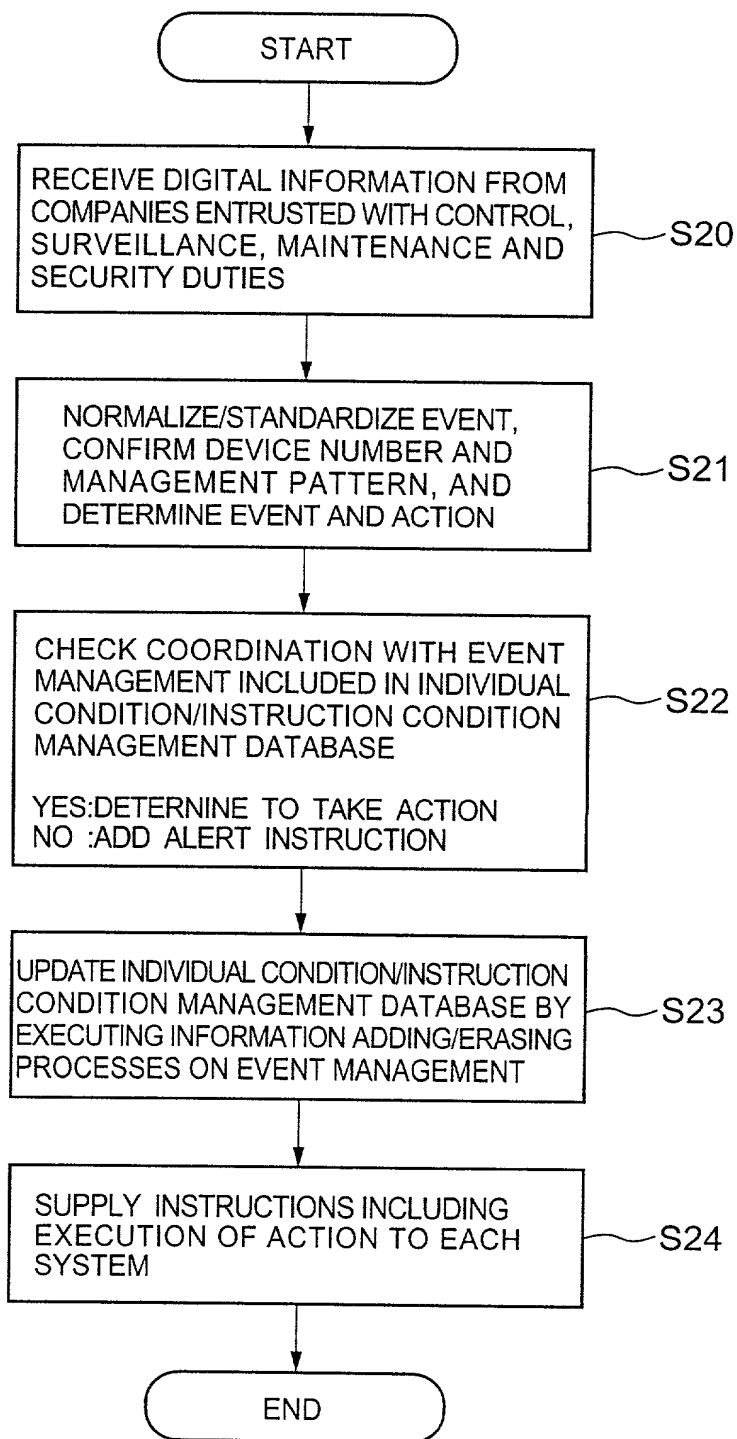 START
RECEIVE DIGITAL INFORMATION FROM
COMPANIES ENTRUSTED WITH CONTROL,
SURVEILLANCE, MAINTENANCE AND
SECURITY DUTIES
S20
NORMALIZE/STANDARDIZE EVENT,
CONFIRM DEVICE NUMBER AND
MANAGEMENT PATTERN, AND
DETERMINE EVENT AND ACTION
S21
CHECK COORDINATION WITH EVENT
MANAGEMENT INCLUDED IN INDIVIDUAL
CONDITION/INSTRUCTION CONDITION
MANAGEMENT DATABASE
YES:DETERNINE TO TAKE ACTION
NO :ADD ALERT INSTRUCTION
S22
UPDATE INDIVIDUAL CONDITION/INSTRUCTION
CONDITION MANAGEMENT DATABASE BY
EXECUTING INFORMATION ADDING/ERASING
PROCESSES ON EVENT MANAGEMENT
S23
SUPPLY INSTRUCTIONS INCLUDING
EXECUTION OF ACTION TO EACH
SYSTEM
S24
END